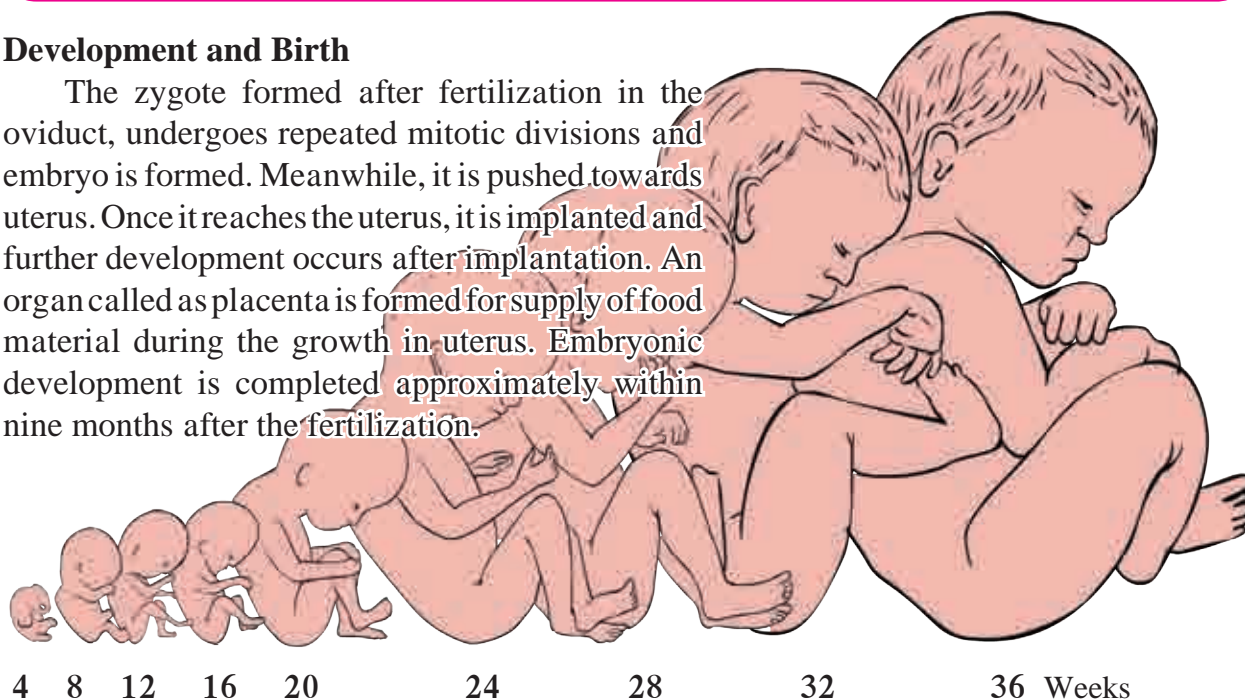 Development and Birth
The zygote formed after fertilization in the
oviduct, undergoes repeated mitotic divisions and
embryo is formed. Meanwhile, it is pushed towards
uterus. Once it reaches the uterus, it is implanted and
further development occurs after implantation. An
organ called as placenta is formed for supply of food
material during the growth in uterus. Embryonic
development is completed approximately within
nine months after the fertilization.
4 8 12 16 20 24 28 32 36 Weeks